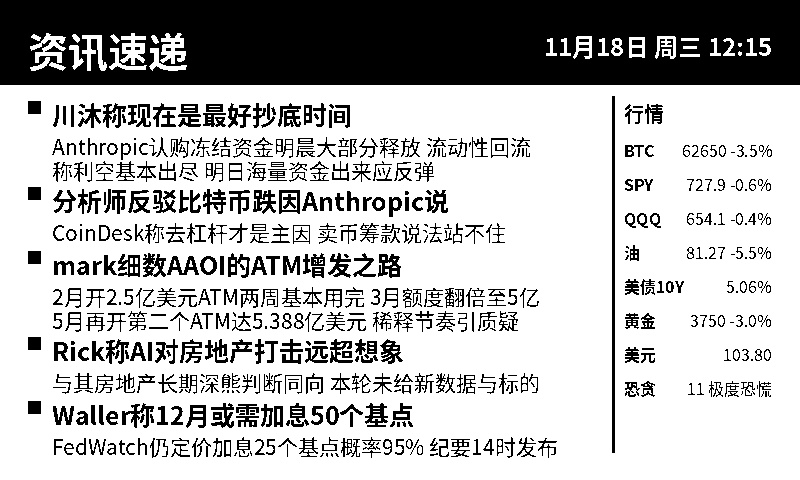 资讯速递
11月18日 周三 12:15
川沐称现在是最好抄底时间
Anthropic认购冻结资金明晨大部分释放 流动性回流
称利空基本出尽 明日海量资金出来应反弹
分析师反驳比特币跌因Anthropic说
CoinDesk称去杠杆才是主因 卖币筹款说法站不住
mark细数AAOI的ATM增发之路
2月开2.5亿美元ATM两周基本用完 3月额度翻倍至5亿
5月再开第二个ATM达5.388亿美元 稀释节奏引质疑
Rick称AI对房地产打击远超想象
与其房地产长期深熊判断同向 本轮未给新数据与标的
Waller称12月或需加息50个基点
FedWatch仍定价加息25个基点概率95% 纪要14时发布
行情
BTC 62650 -3.5%
SPY 727.9 -0.6%
QQQ 654.1 -0.4%
油 81.27 -5.5%
美债10Y 5.06%
黄金 3750 -3.0%
美元 103.80
恐贪 11 极度恐慌